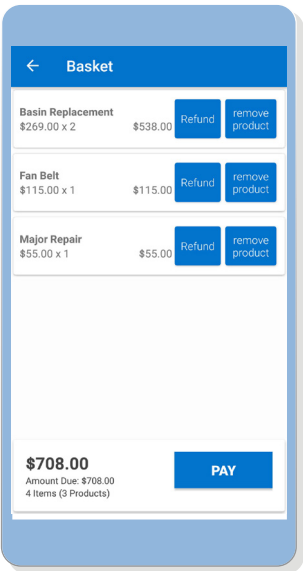 Basket
Basin Replacement
$269.00 x 2 $538.00 Refund remove product
Fan Belt
$115.00 x 1 $115.00 Refund remove product
Major Repair
$55.00 x 1 $55.00 Refund remove product
$708.00
Amount Due: $708.00
4 Items (3 Products)
PAY